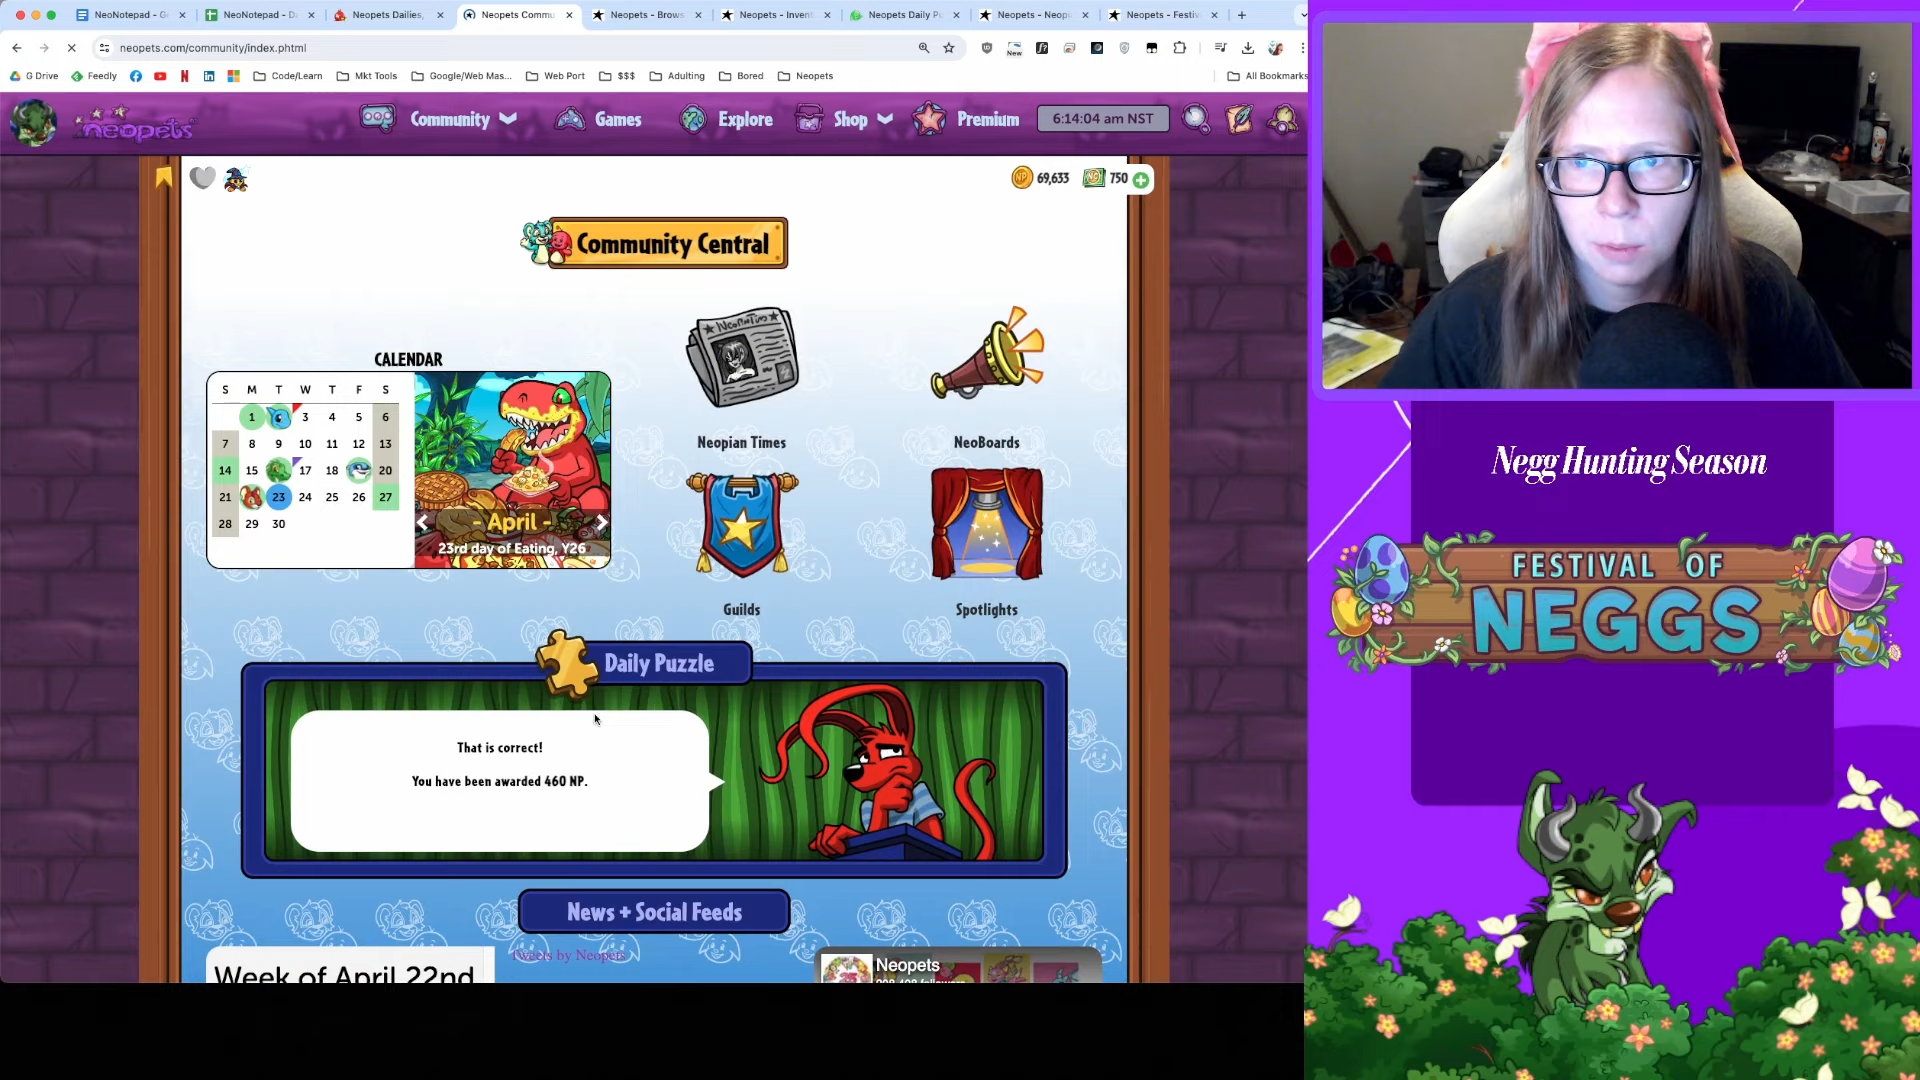 NeoNotepad - G
NeoNotepad - D
Neopets Dailies,
Neopets Commu
Neopets - Brows
Neopets - Invent
Neopets Daily P
Neopets - Neopi
Neopets - Festiv
neopets.com/community/index.phtml
New
G Drive
Feedly
Code/Learn
Mkt Tools
Google/Web Mas...
Web Port
$$$
Adulting
Bored
Neopets
All Bookmarks
neopets
Community
Games
Explore
Shop
Premium
6:14:04 am NST
NP 69,633
NC 750
Community Central
CALENDAR
S M T W T F S
1 3 4 5 6
7 8 9 10 11 12 13
14 15 17 18 20
21 23 24 25 26 27
28 29 30
- April -
23rd day of Eating, Y26
Neopian Times
NeoBoards
Guilds
Spotlights
Daily Puzzle
That is correct!
You have been awarded 460 NP.
News + Social Feeds
Week of April 22nd
Tweets by Neopets
Neopets
Negg Hunting Season
FESTIVAL OF
NEGGS